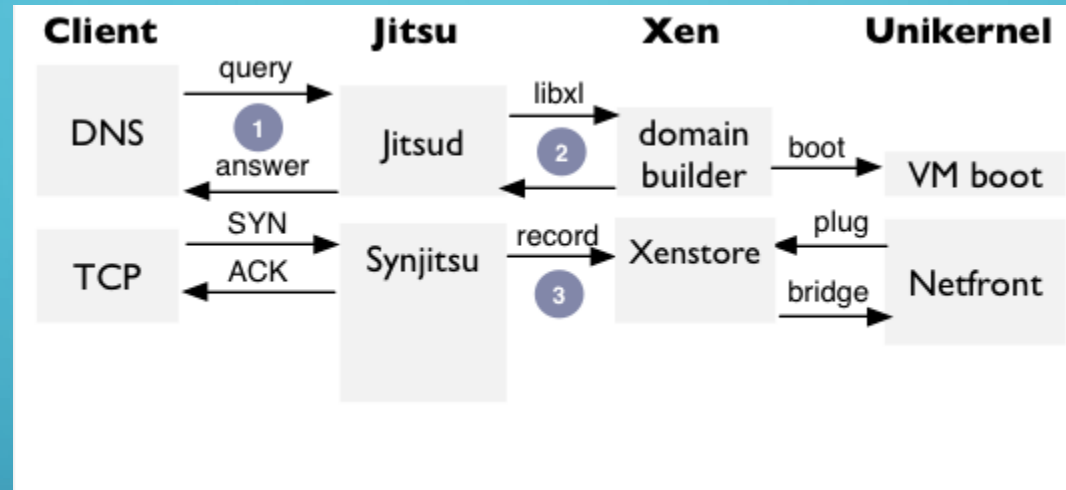 Client
Jitsu
Xen
Unikernel
query
libxl
DNS
1
Jitsud
2
domain
builder
boot
answer
VM boot
SYN
record
plug
TCP
Synjitsu
Xenstore
ACK
3
Netfront
bridge